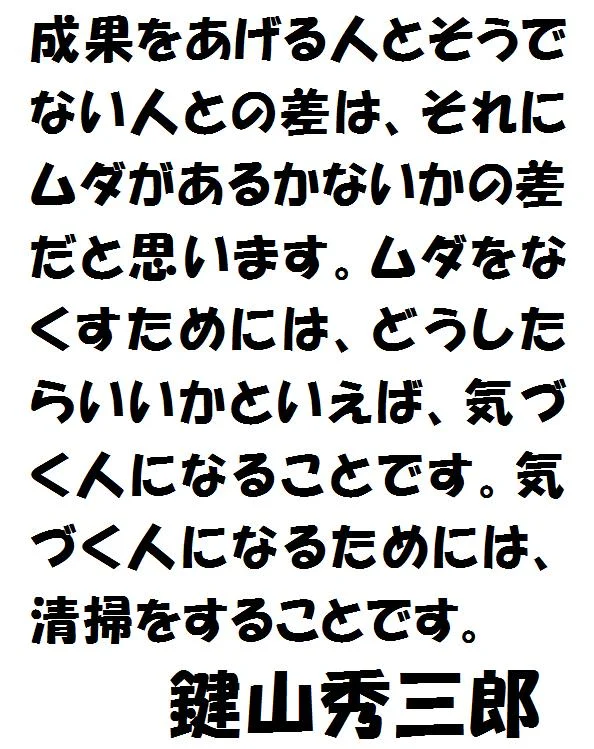 成果をあげる人とそうで
ない人との差は、それに
ムダがあるかないかの差
だと思います。ムダをな
くすためには、どうした
らいいかといえば、気づ
く人になることです。気
づく人になるためには、
清掃をすることです。
鍵山秀三郎